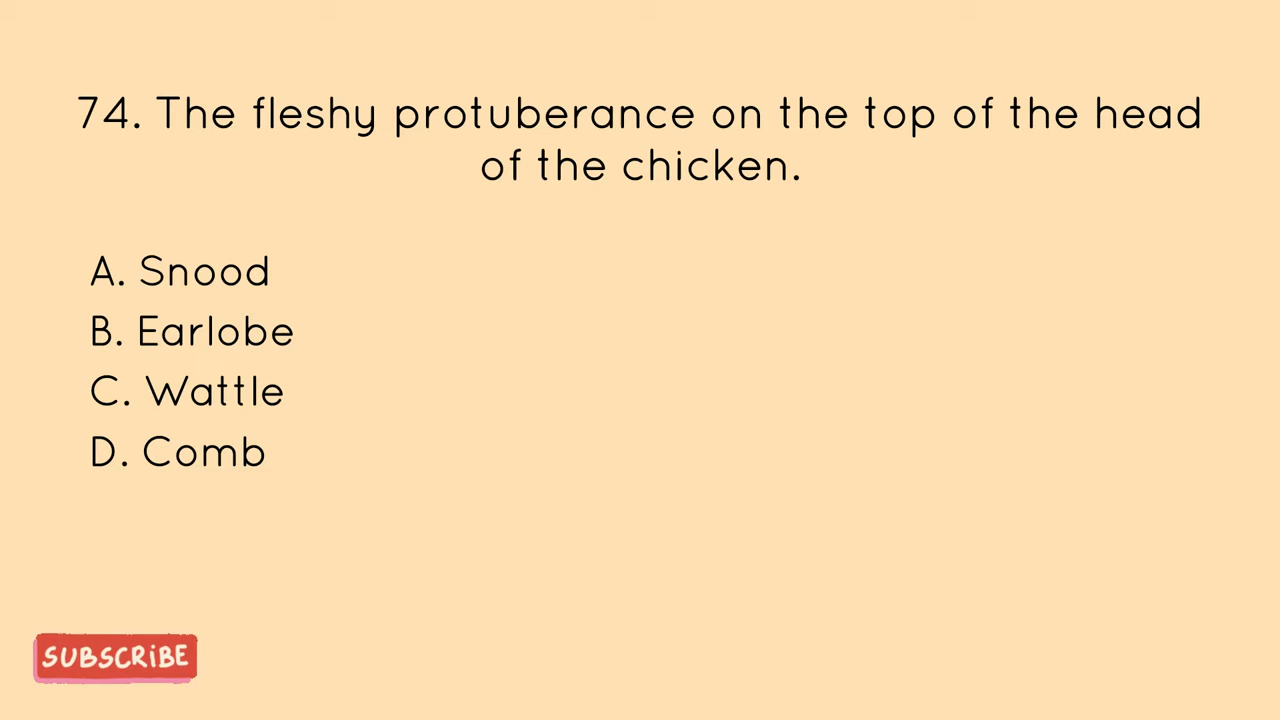 74. The fleshy protuberance on the top of the head
of the chicken.
A. Snood
B. Earlobe
C. Wattle
D. Comb
SUBSCRiBE